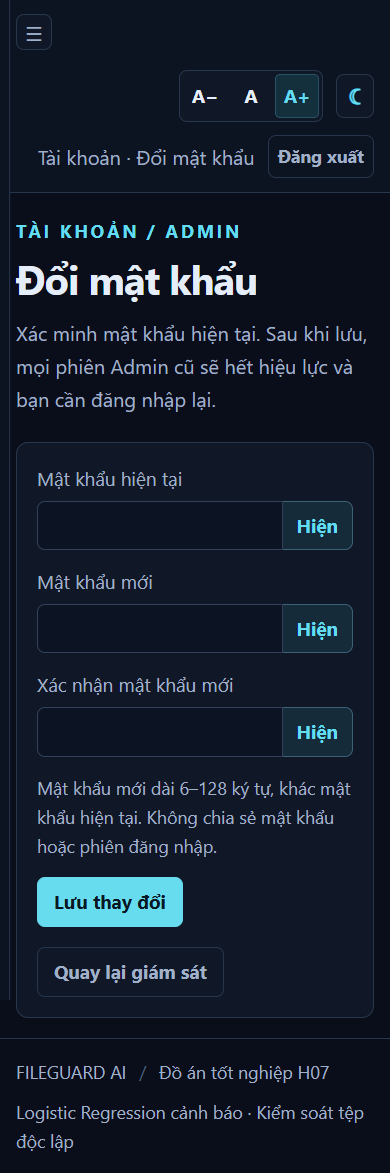 ☰
A− A A+ ☾
Tài khoản · Đổi mật khẩu Đăng xuất
TÀI KHOẢN / ADMIN
Đổi mật khẩu
Xác minh mật khẩu hiện tại. Sau khi lưu,
mọi phiên Admin cũ sẽ hết hiệu lực và
bạn cần đăng nhập lại.
Mật khẩu hiện tại
Hiện
Mật khẩu mới
Hiện
Xác nhận mật khẩu mới
Hiện
Mật khẩu mới dài 6–128 ký tự, khác mật
khẩu hiện tại. Không chia sẻ mật khẩu
hoặc phiên đăng nhập.
Lưu thay đổi
Quay lại giám sát
FILEGUARD AI / Đồ án tốt nghiệp H07
Logistic Regression cảnh báo · Kiểm soát tệp
độc lập